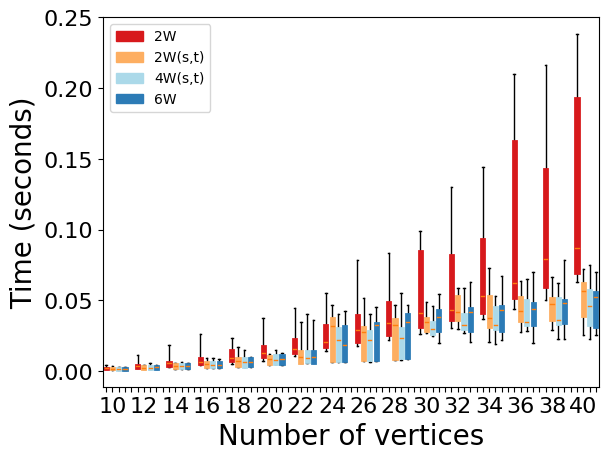 0.25
0.20
0.15
0.10
0.05
0.00
Time (seconds)
2W
2W(s,t)
4W(s,t)
6W
10 12 14 16 18 20 22 24 26 28 30 32 34 36 38 40
Number of vertices